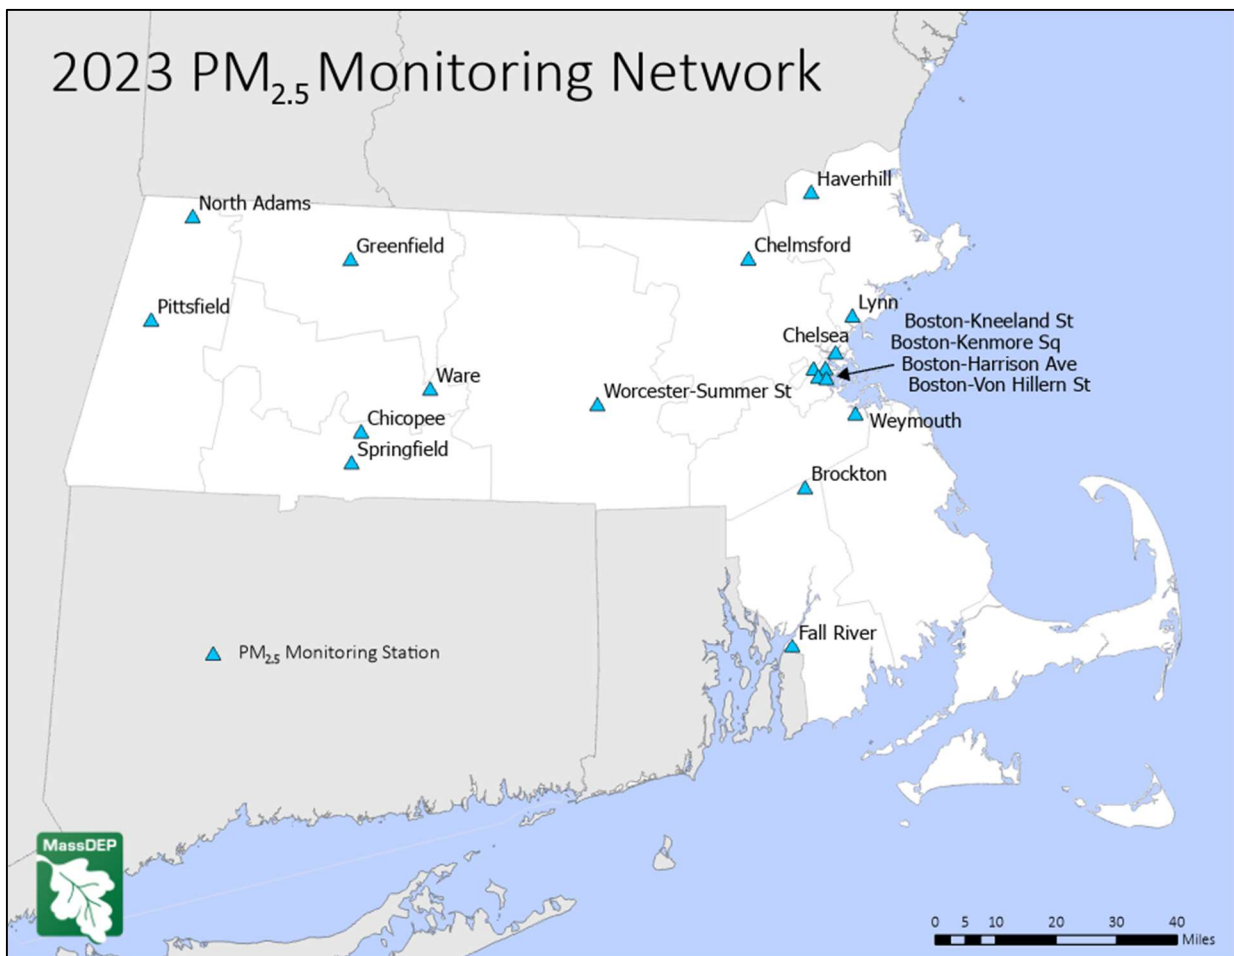 2023 PM2.5 Monitoring Network
Haverhill
North Adams
Greenfield
Chelmsford
Pittsfield
Lynn
Boston-Kneeland St
Chelsea
Boston-Kenmore Sq
Boston-Harrison Ave
Ware
Boston-Von Hillern St
Worcester-Summer St
Chicopee
Weymouth
Springfield
Brockton
Fall River
PM2.5 Monitoring Station
MassDEP
0 5 10 20 30 40
Miles